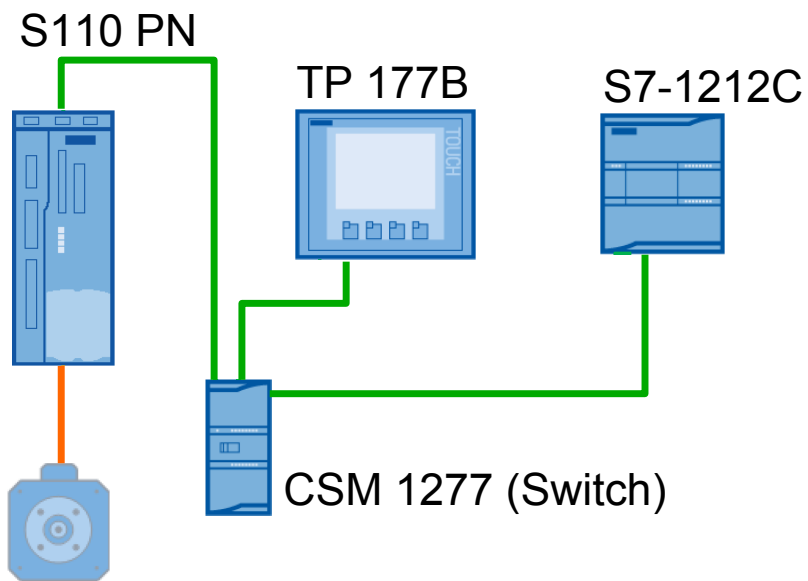 S110 PN
TP 177B
S7-1212C
TOUCH
CSM 1277 (Switch)